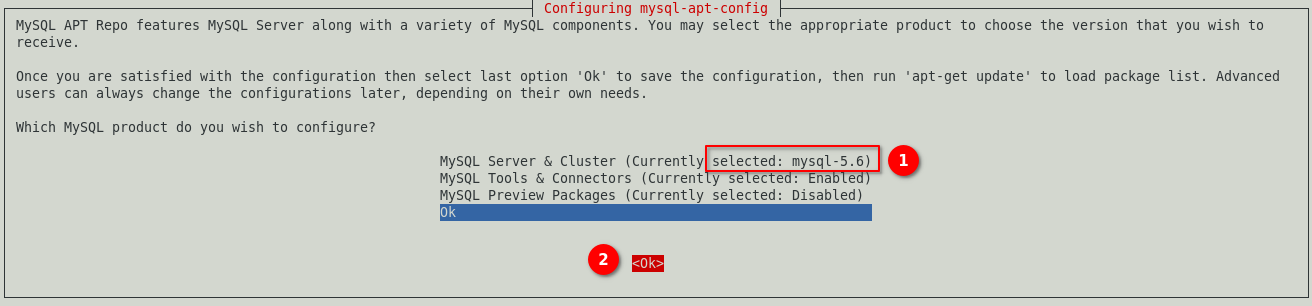 Configuring mysql-apt-config
MySQL APT Repo features MySQL Server along with a variety of MySQL components. You may select the appropriate product to choose the version that you wish to
receive.
Once you are satisfied with the configuration then select last option 'Ok' to save the configuration, then run 'apt-get update' to load package list. Advanced
users can always change the configurations later, depending on their own needs.
Which MySQL product do you wish to configure?
MySQL Server & Cluster (Currently selected: mysql-5.6) 1
MySQL Tools & Connectors (Currently selected: Enabled)
MySQL Preview Packages (Currently selected: Disabled)
Ok
2 <Ok>